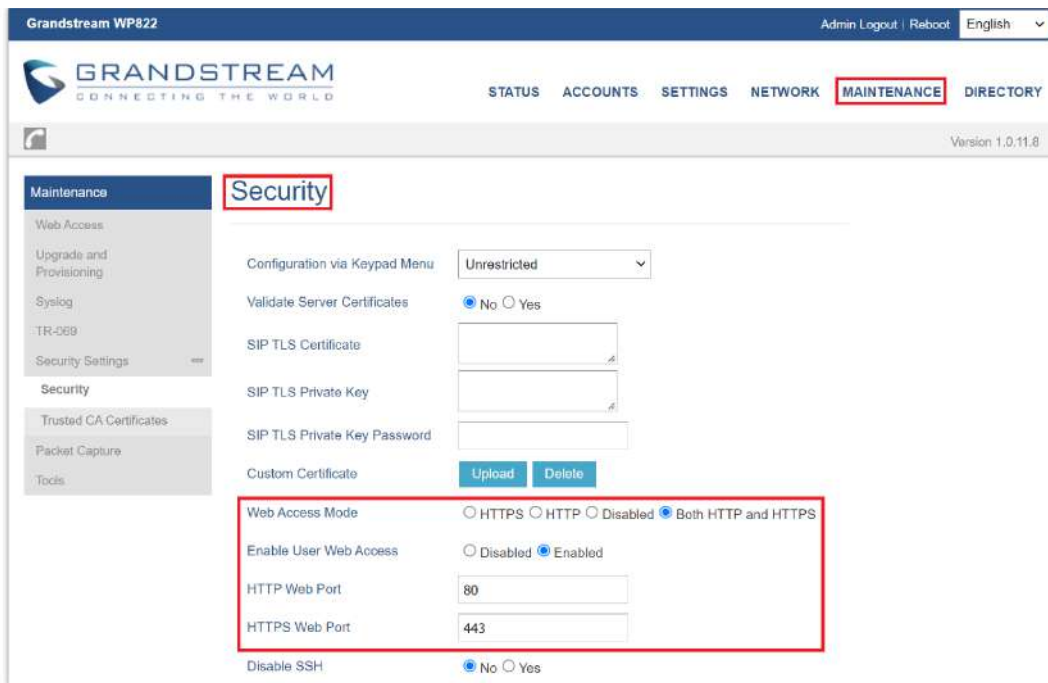 Grandstream WP822
Admin Logout | Reboot English
GRANDSTREAM
CONNECTING THE WORLD
STATUS ACCOUNTS SETTINGS NETWORK MAINTENANCE DIRECTORY
Version 1.0.11.8
Maintenance
Web Access
Upgrade and
Provisioning
Syslog
TR-069
Security Settings
Security
Trusted CA Certificates
Packet Capture
Tools
Security
Configuration via Keypad Menu Unrestricted
Validate Server Certificates No Yes
SIP TLS Certificate
SIP TLS Private Key
SIP TLS Private Key Password
Custom Certificate Upload Delete
Web Access Mode HTTPS HTTP Disabled Both HTTP and HTTPS
Enable User Web Access Disabled Enabled
HTTP Web Port 80
HTTPS Web Port 443
Disable SSH No Yes